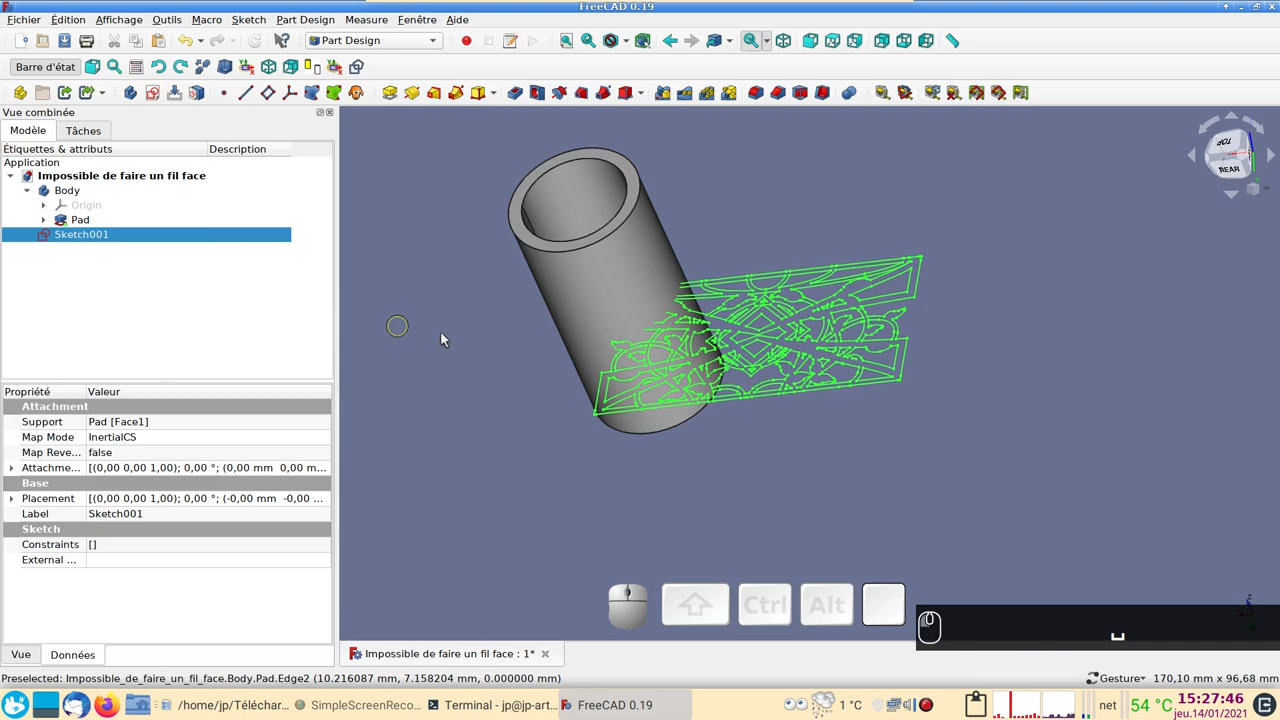 FreeCAD 0.19
Fichier Édition Affichage Outils Macro Sketch Part Design Measure Fenêtre Aide
Part Design
Barre d'état
Vue combinée
Modèle Tâches
Étiquettes & attributs Description
Application
Impossible de faire un fil face
Body
Origin
Pad
Sketch001
Propriété Valeur
Attachment
Support Pad [Face1]
Map Mode InertialCS
Map Reve... false
Attachme... [(0,00 0,00 1,00); 0,00 °; (0,00 mm 0,00 m...
Base
Placement [(0,00 0,00 1,00); 0,00 °; (-0,00 mm -0,00 ...
Label Sketch001
Sketch
Constraints []
External ...
Vue Données
TOP
REAR
Ctrl Alt
Impossible de faire un fil face : 1*
Preselected: Impossible_de_faire_un_fil_face.Body.Pad.Edge2 (10.216087 mm, 7.158204 mm, 0.000000 mm)
Gesture 170,10 mm x 96,68 mm
/home/jp/Téléchar... SimpleScreenReco... Terminal - jp@jp-art... FreeCAD 0.19
1 °C
net
54 °C
15:27:46
jeu.14/01/2021